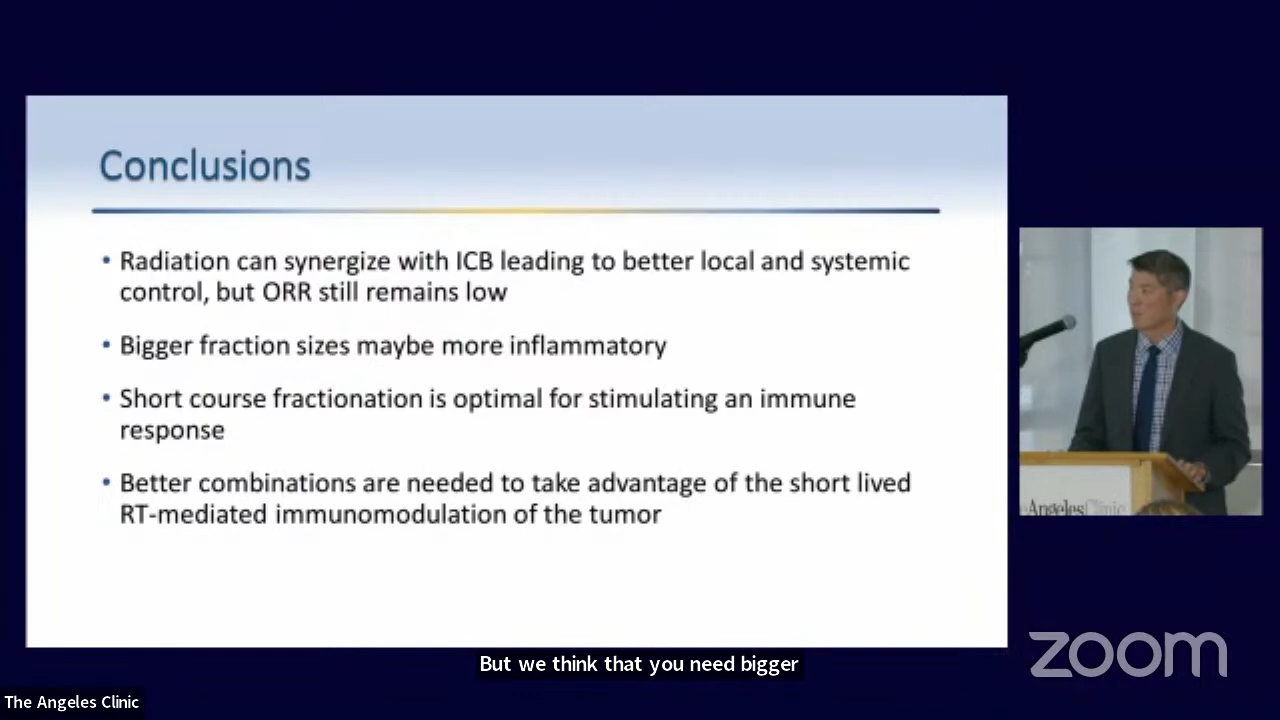 Conclusions
• Radiation can synergize with ICB leading to better local and systemic
control, but ORR still remains low
• Bigger fraction sizes maybe more inflammatory
• Short course fractionation is optimal for stimulating an immune
response
• Better combinations are needed to take advantage of the short lived
RT-mediated immunomodulation of the tumor
AngelesClinic
But we think that you need bigger
zoom
The Angeles Clinic